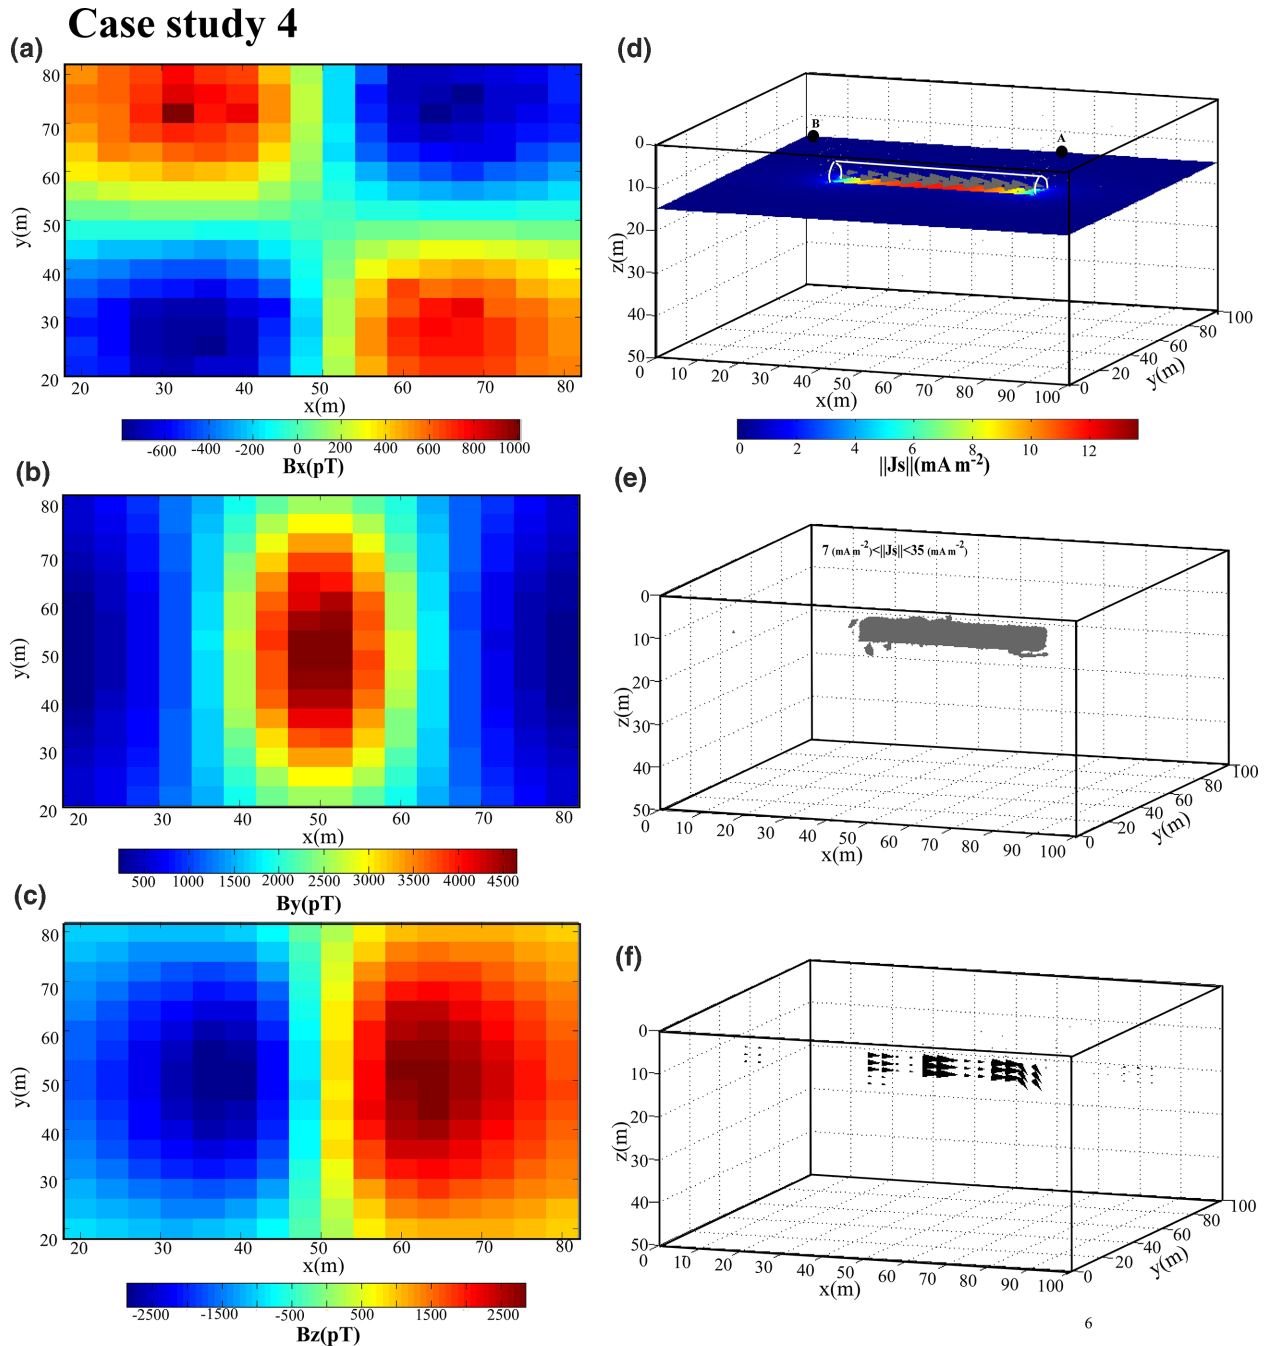 Case study 4
(a)
80
70
60
50
40
30
20
y(m)
20 30 40 50 60 70 80
x(m)
-600 -400 -200 0 200 400 600 800 1000
Bx(pT)
(b)
80
70
60
50
40
30
20
y(m)
20 30 40 50 60 70 80
x(m)
500 1000 1500 2000 2500 3000 3500 4000 4500
By(pT)
(c)
80
70
60
50
40
30
20
y(m)
20 30 40 50 60 70 80
x(m)
-2500 -1500 -500 500 1500 2500
Bz(pT)
(d)
B
A
0
10
20
30
40
50
z(m)
0 10 20 30 40 50 60 70 80 90 100
x(m)
0 20 40 60 80 100
y(m)
0 2 4 6 8 10 12
||Js||(mA m-2)
(e)
7 (mA m-2)<||Js||<35 (mA m-2)
0
10
20
30
40
50
z(m)
0 10 20 30 40 50 60 70 80 90 100
x(m)
0 20 40 60 80 100
y(m)
(f)
0
10
20
30
40
50
z(m)
0 10 20 30 40 50 60 70 80 90 100
x(m)
0 20 40 60 80 100
y(m)
6